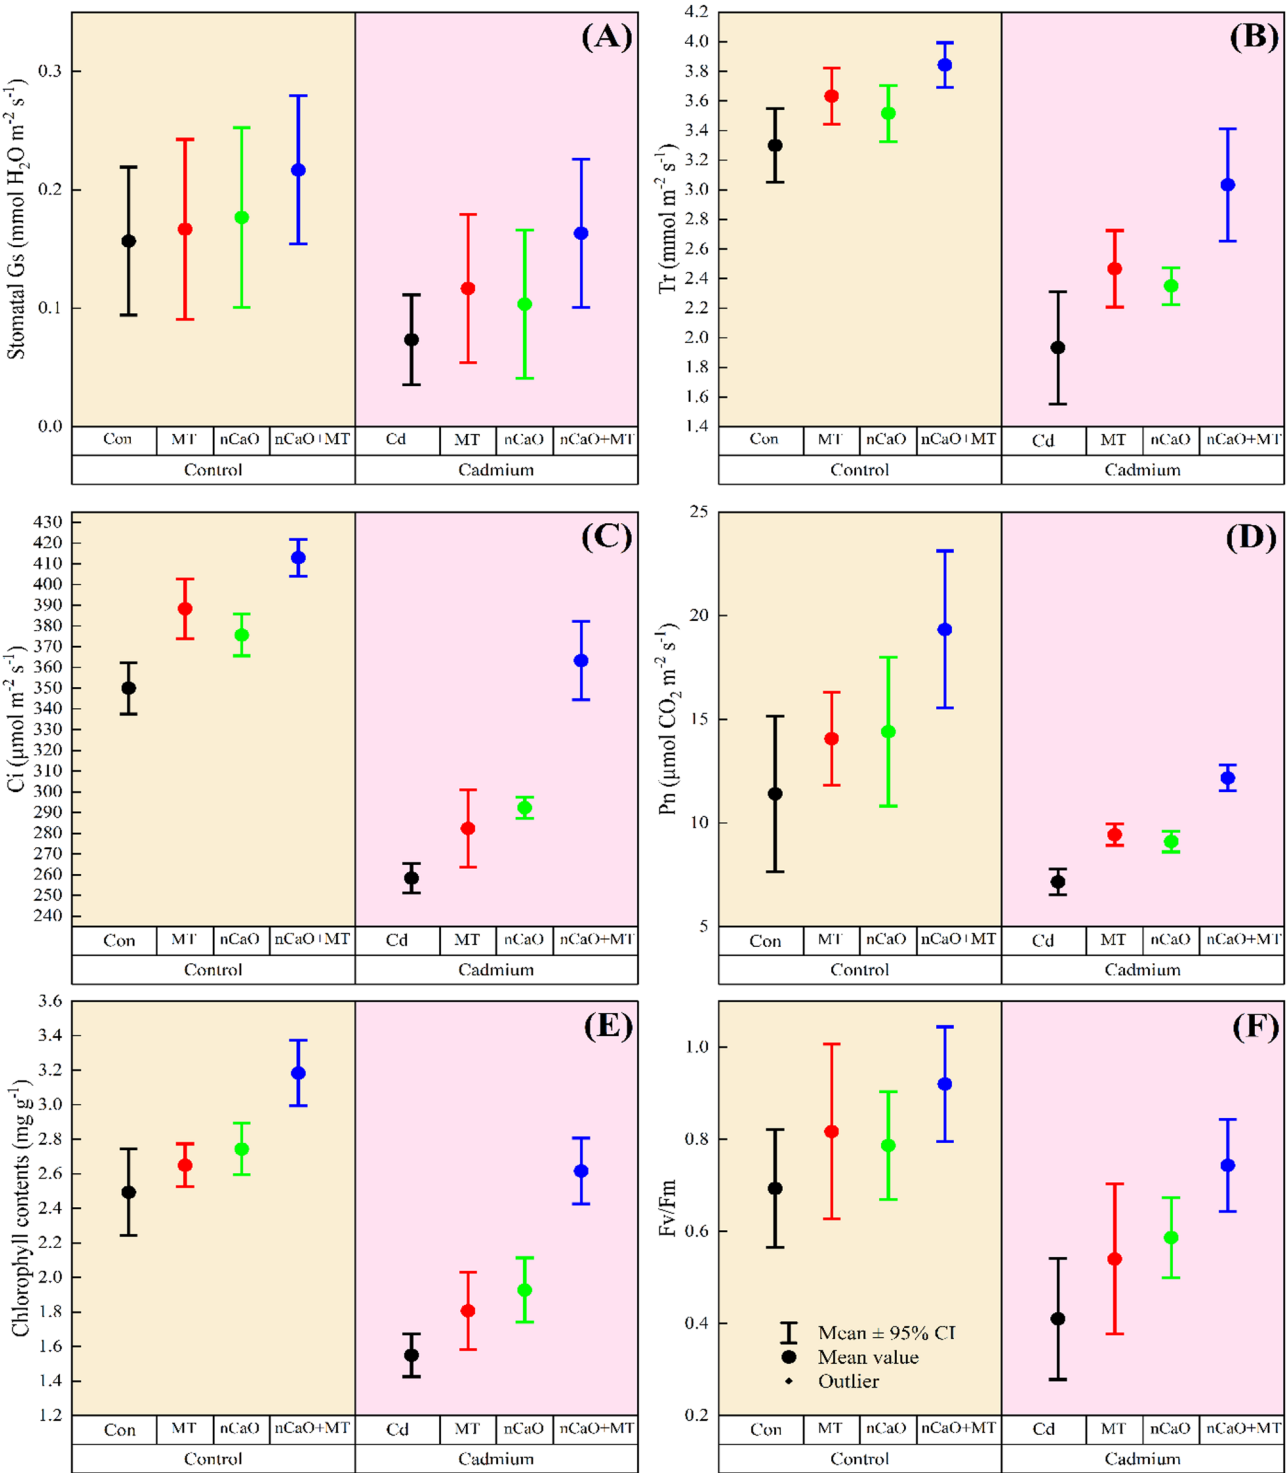 (A)
Stomatal Gs (mmol H₂O m⁻² s⁻¹)
0.3
0.2
0.1
0.0
Con MT nCaO nCaO+MT Cd MT nCaO nCaO+MT
Control Cadmium
(B)
Tr (mmol m⁻² s⁻¹)
4.2
4.0
3.8
3.6
3.4
3.2
3.0
2.8
2.6
2.4
2.2
2.0
1.8
1.6
1.4
Con MT nCaO nCaO+MT Cd MT nCaO nCaO+MT
Control Cadmium
(C)
Ci (μmol m⁻² s⁻¹)
430
420
410
400
390
380
370
360
350
340
330
320
310
300
290
280
270
260
250
240
Con MT nCaO nCaO+MT Cd MT nCaO nCaO+MT
Control Cadmium
(D)
Pn (μmol CO₂ m⁻² s⁻¹)
25
20
15
10
5
Con MT nCaO nCaO+MT Cd MT nCaO nCaO+MT
Control Cadmium
(E)
Chlorophyll contents (mg g⁻¹)
3.6
3.4
3.2
3.0
2.8
2.6
2.4
2.2
2.0
1.8
1.6
1.4
1.2
Con MT nCaO nCaO+MT Cd MT nCaO nCaO+MT
Control Cadmium
(F)
Fv/Fm
1.0
0.8
0.6
0.4
0.2
Mean ± 95% CI
Mean value
Outlier
Con MT nCaO nCaO+MT Cd MT nCaO nCaO+MT
Control Cadmium